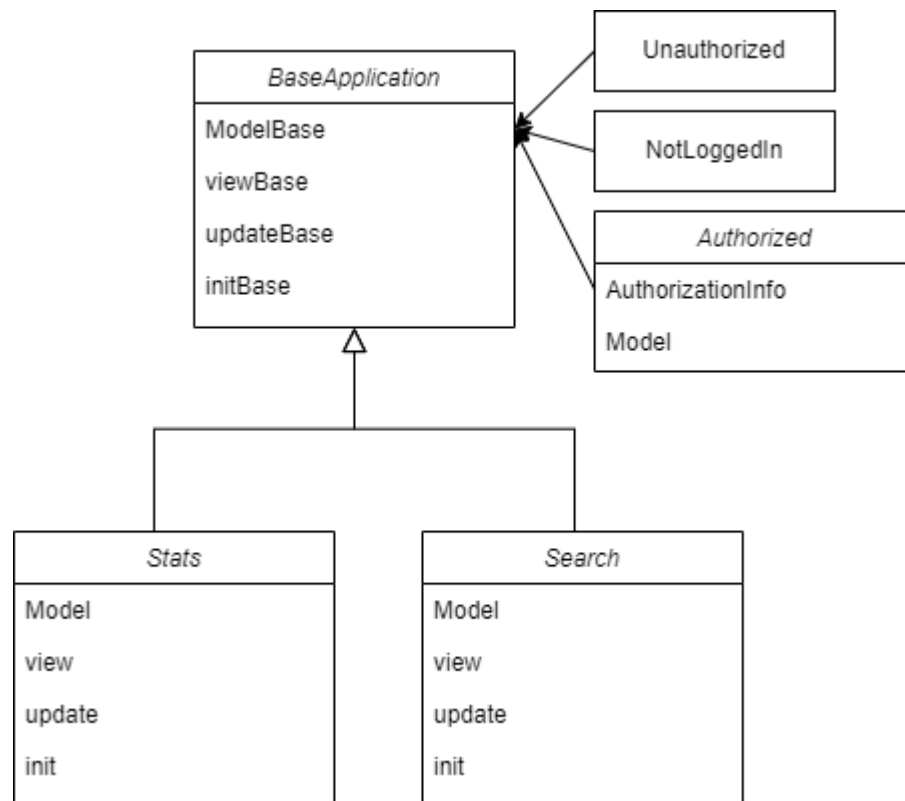 BaseApplication
ModelBase
viewBase
updateBase
initBase
Unauthorized
NotLoggedIn
Authorized
AuthorizationInfo
Model
Stats
Model
view
update
init
Search
Model
view
update
init